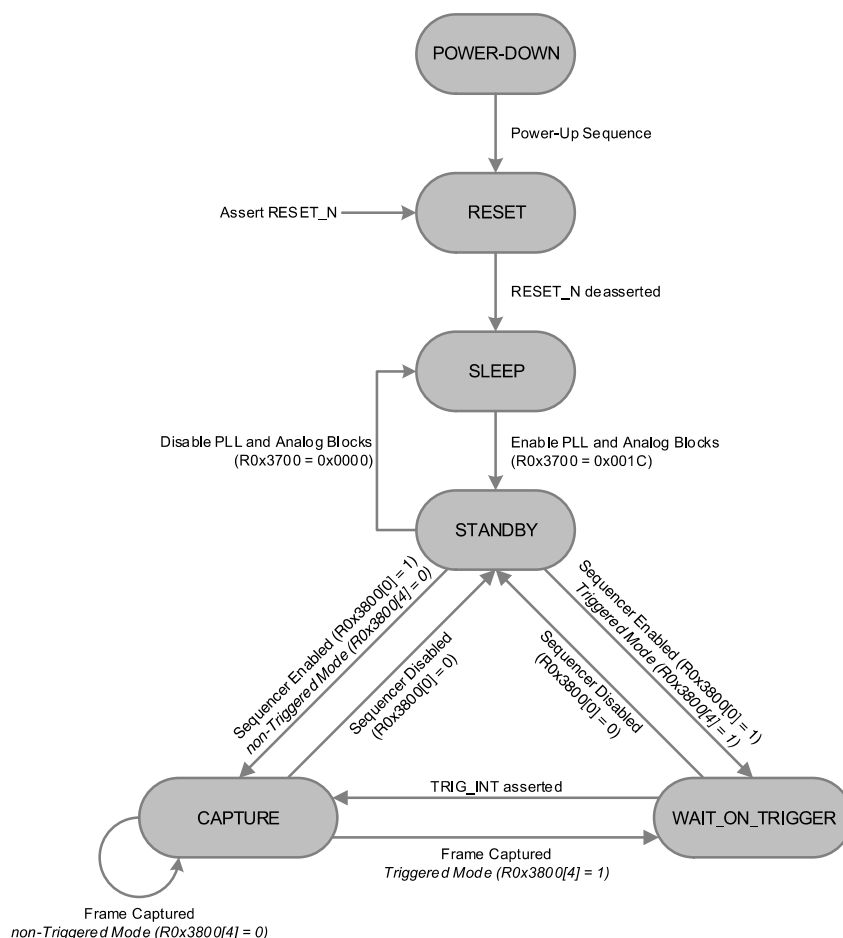 POWER-DOWN
Power-Up Sequence
Assert RESET_N
RESET
RESET_N deasserted
SLEEP
Disable PLL and Analog Blocks
(R0x3700 = 0x0000)
Enable PLL and Analog Blocks
(R0x3700 = 0x001C)
STANDBY
Sequencer Enabled (R0x3800[0] = 1)
non-Triggered Mode (R0x3800[4] = 0)
Sequencer Disabled
(R0x3800[0] = 0)
Sequencer Disabled
(R0x3800[0] = 0)
Sequencer Enabled (R0x3800[0] = 1)
Triggered Mode (R0x3800[4] = 1)
TRIG_INT asserted
CAPTURE
WAIT_ON_TRIGGER
Frame Captured
Triggered Mode (R0x3800[4] = 1)
Frame Captured
non-Triggered Mode (R0x3800[4] = 0)